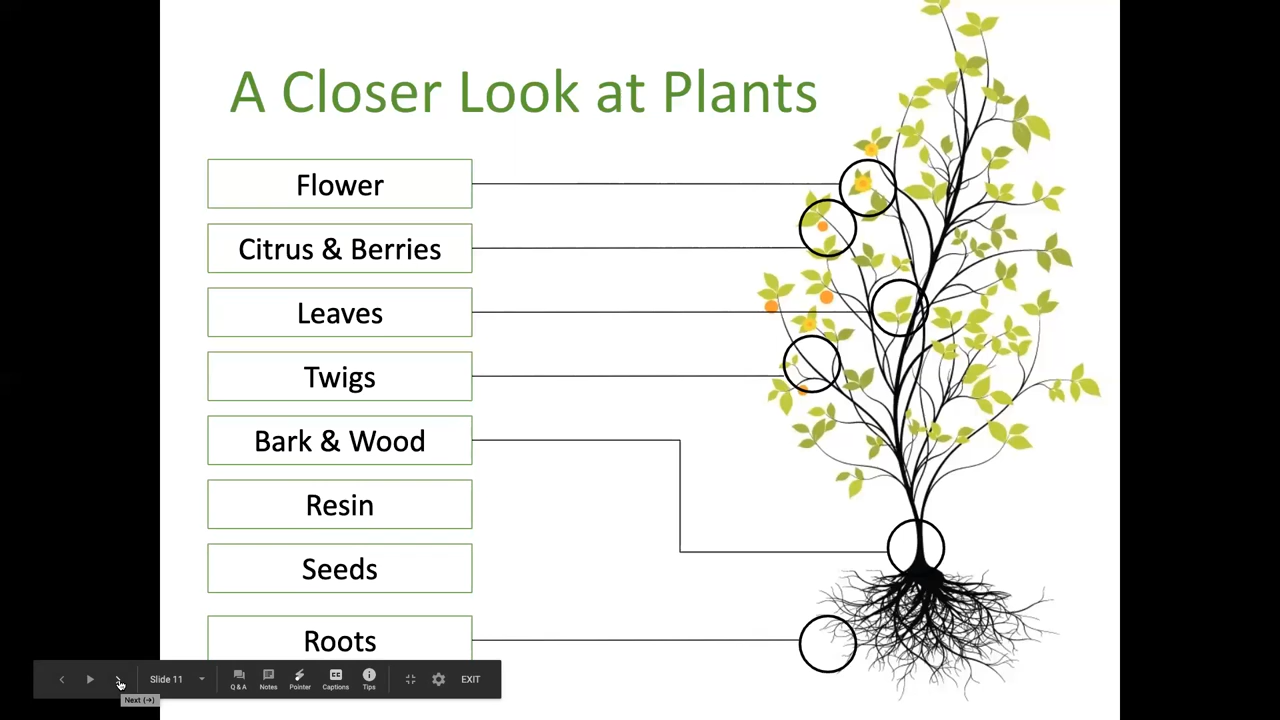 A Closer Look at Plants
Flower
Citrus & Berries
Leaves
Twigs
Bark & Wood
Resin
Seeds
Roots
Slide 11
Q & A
Notes
Pointer
Captions
Tips
EXIT
Next (→)